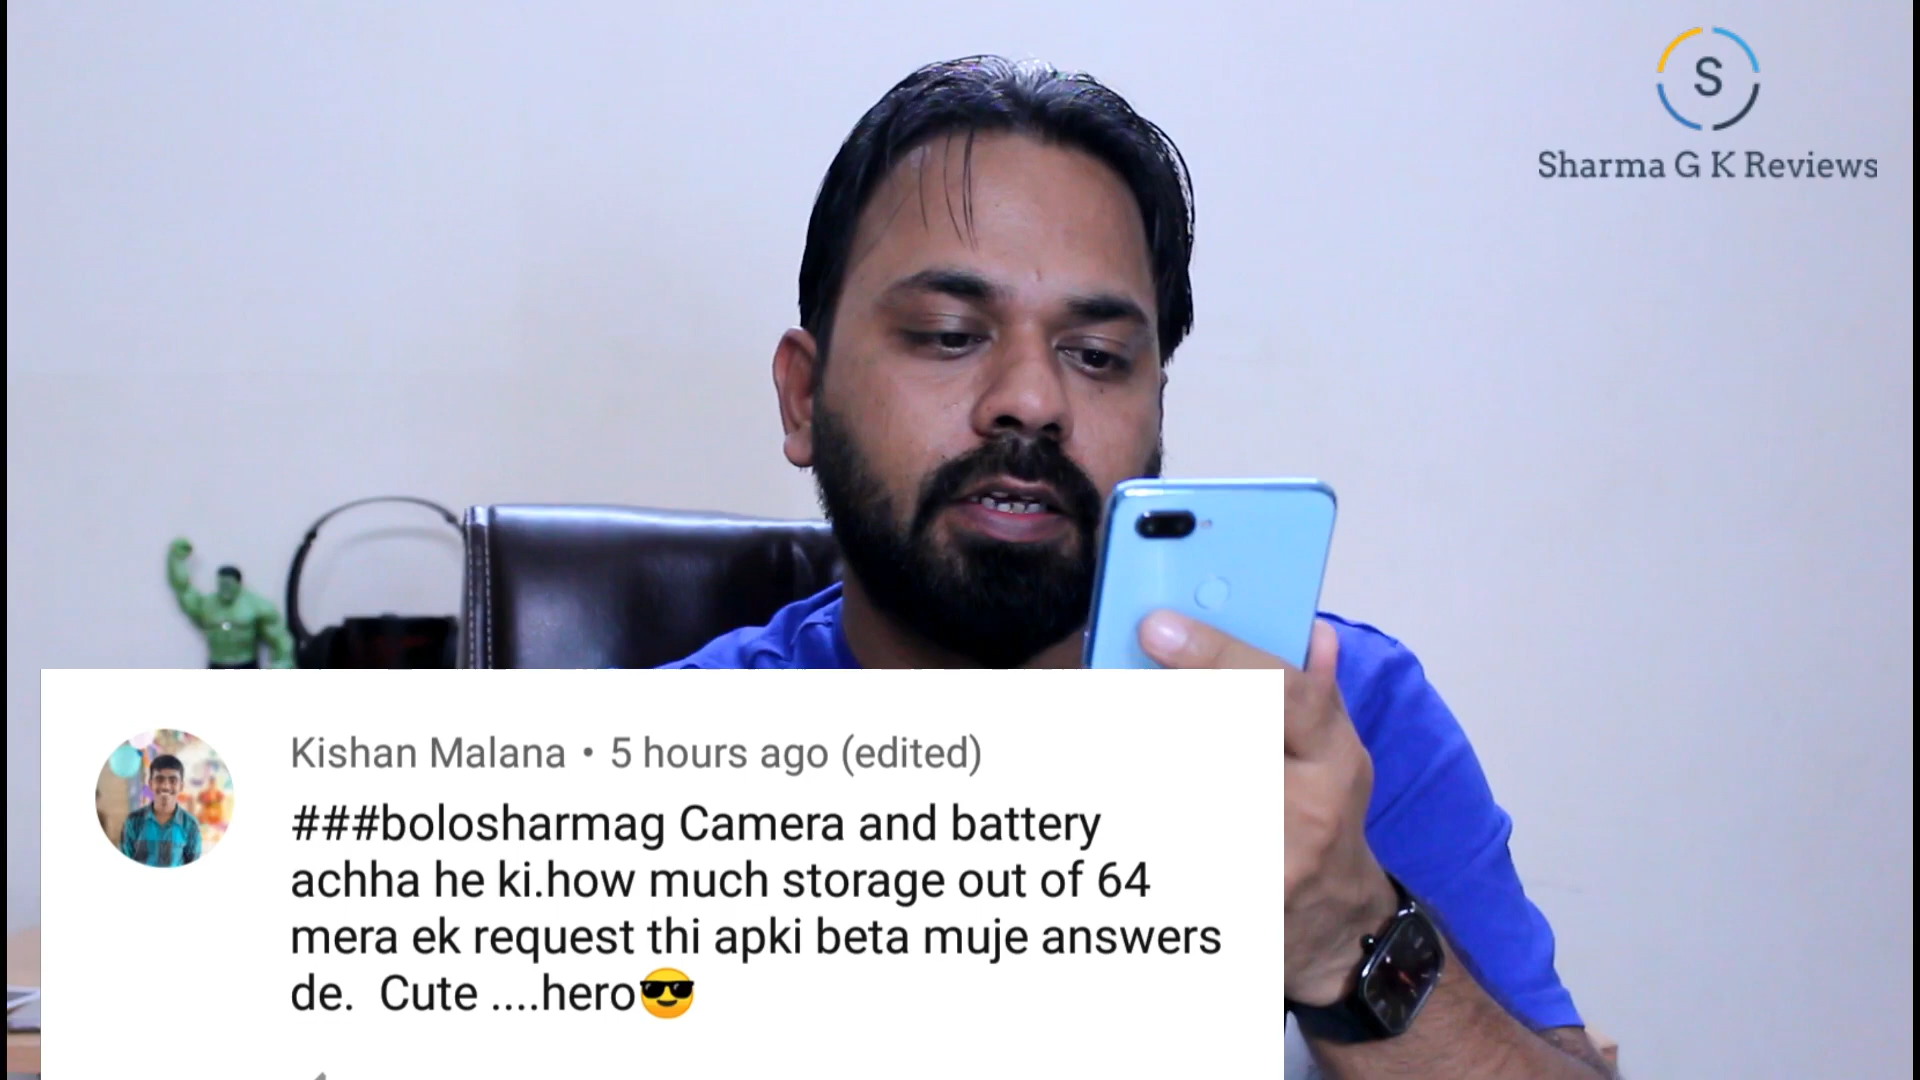 S
Sharma G K Reviews
Kishan Malana • 5 hours ago (edited)
###bolosharmag Camera and battery
achha he ki.how much storage out of 64
mera ek request thi apki beta muje answers
de.  Cute ....hero😎